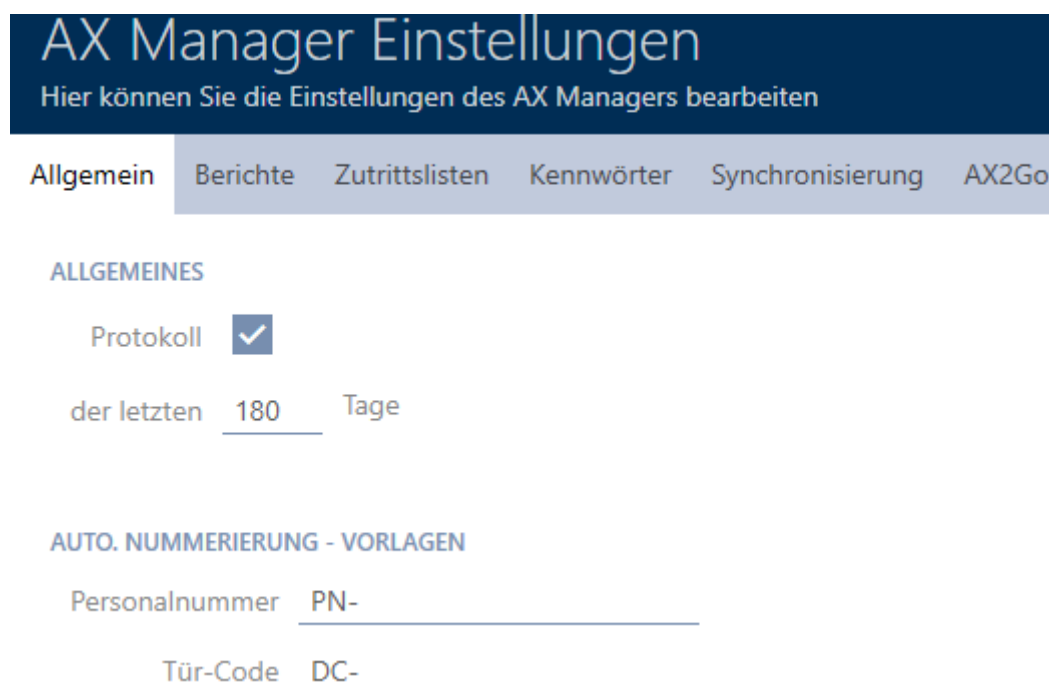 AX Manager Einstellungen
Hier können Sie die Einstellungen des AX Managers bearbeiten
Allgemein Berichte Zutrittslisten Kennwörter Synchronisierung AX2Go
ALLGEMEINES
Protokoll
der letzten 180 Tage
AUTO. NUMMERIERUNG - VORLAGEN
Personalnummer PN-
Tür-Code DC-